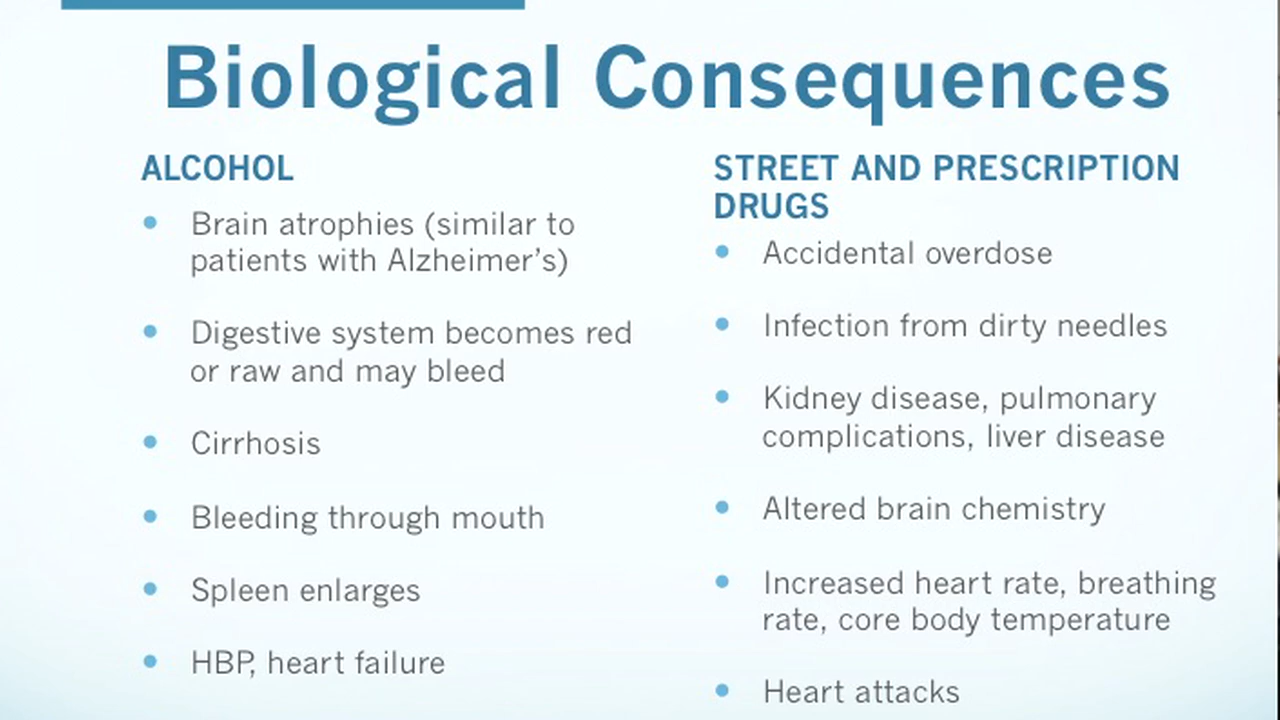 Biological Consequences
ALCOHOL
• Brain atrophies (similar to
patients with Alzheimer’s)
• Digestive system becomes red
or raw and may bleed
• Cirrhosis
• Bleeding through mouth
• Spleen enlarges
• HBP, heart failure
STREET AND PRESCRIPTION
DRUGS
• Accidental overdose
• Infection from dirty needles
• Kidney disease, pulmonary
complications, liver disease
• Altered brain chemistry
• Increased heart rate, breathing
rate, core body temperature
• Heart attacks